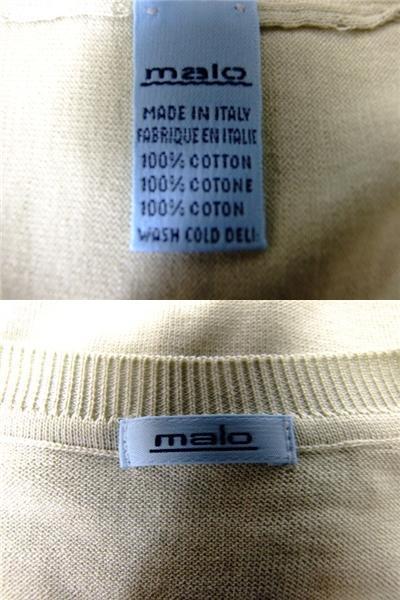 malo
MADE IN ITALY
FABRIQUE EN ITALIE
100% COTTON
100% COTONE
100% COTON
WASH COLD DELI
malo